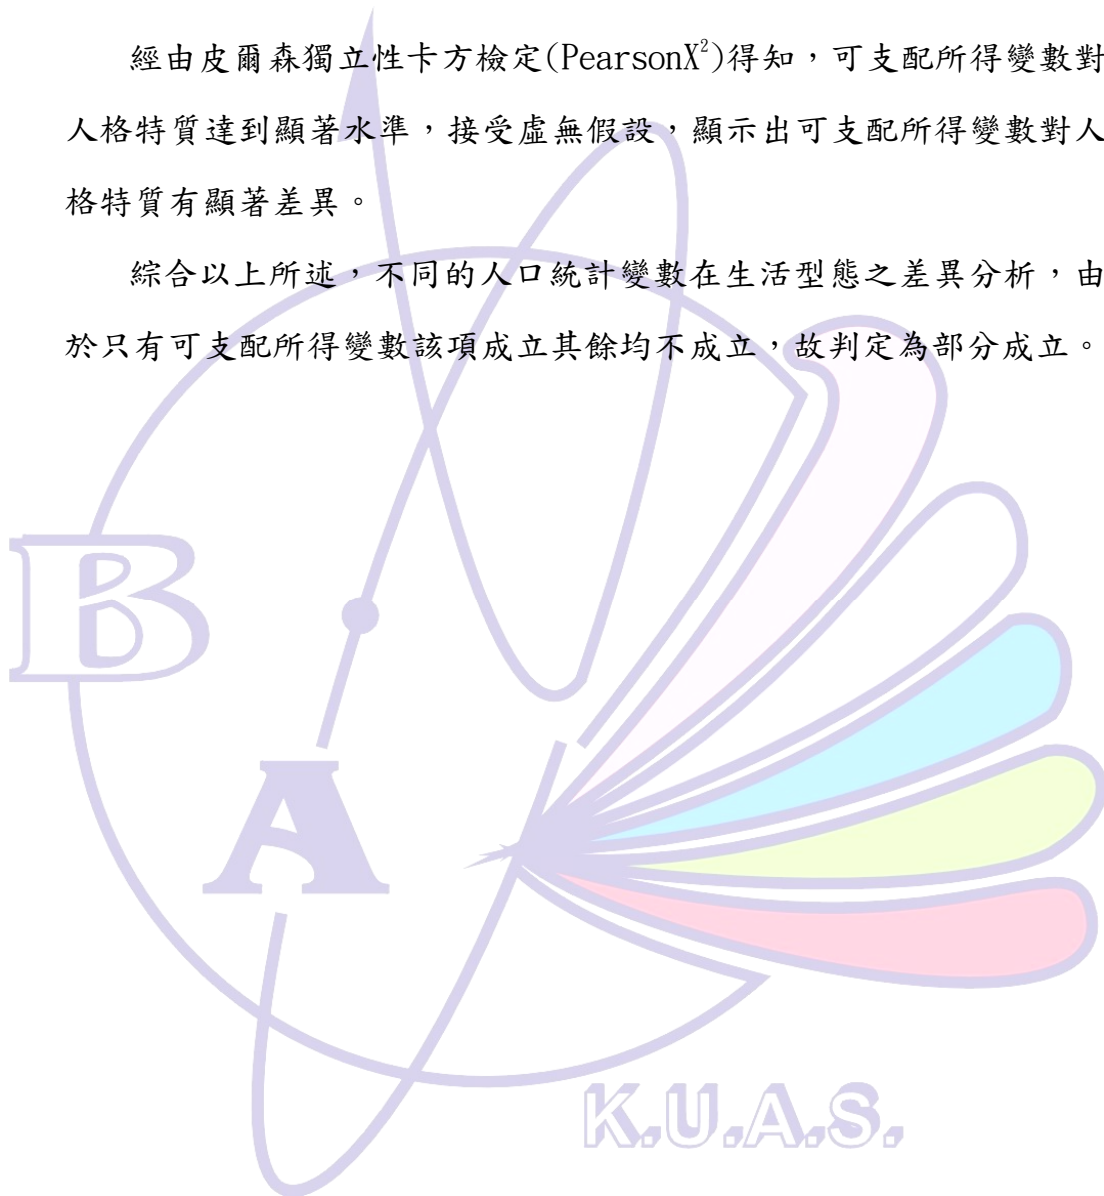 經由皮爾森獨立性卡方檢定(PearsonX²)得知，可支配所得變數對
人格特質達到顯著水準，接受虛無假設，顯示出可支配所得變數對人
格特質有顯著差異。
綜合以上所述，不同的人口統計變數在生活型態之差異分析，由
於只有可支配所得變數該項成立其餘均不成立，故判定為部分成立。
B
A
K.U.A.S.